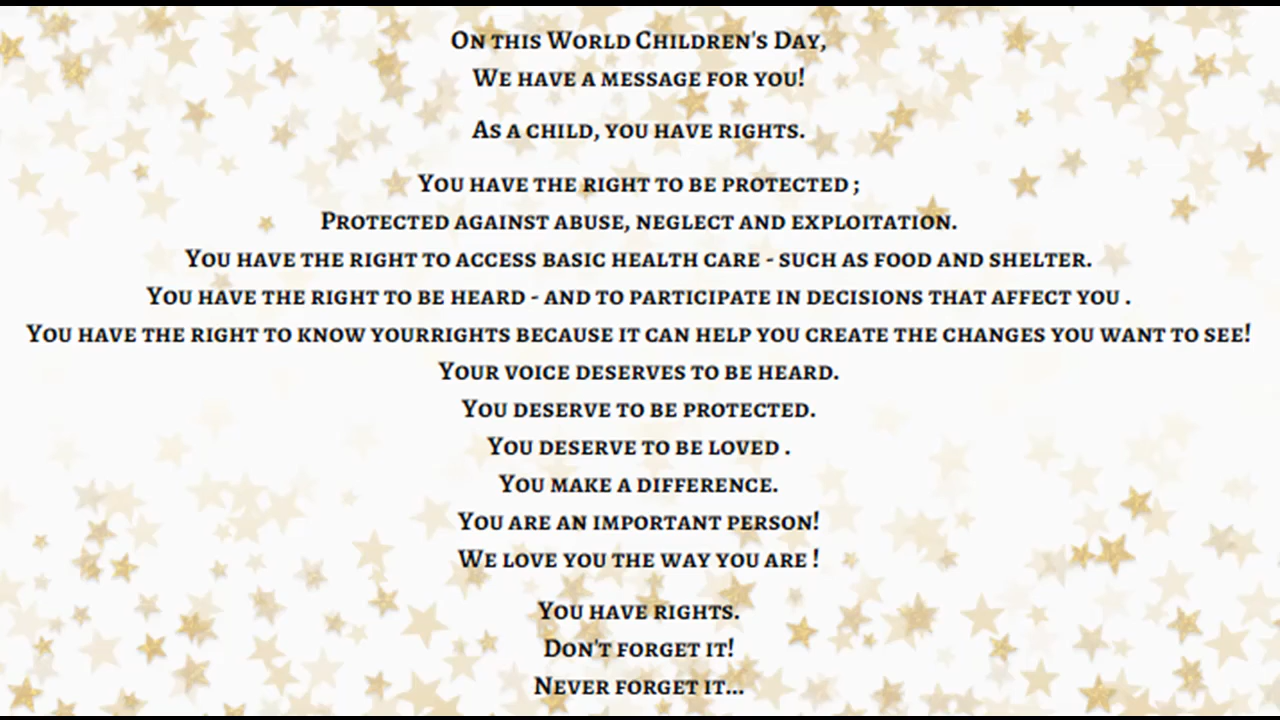 On this World Children's Day,
We have a message for you!
As a child, you have rights.
You have the right to be protected ;
Protected against abuse, neglect and exploitation.
You have the right to access basic health care - such as food and shelter.
You have the right to be heard - and to participate in decisions that affect you .
You have the right to know yourrights because it can help you create the changes you want to see!
Your voice deserves to be heard.
You deserve to be protected.
You deserve to be loved .
You make a difference.
You are an important person!
We love you the way you are !
You have rights.
Don't forget it!
Never forget it...